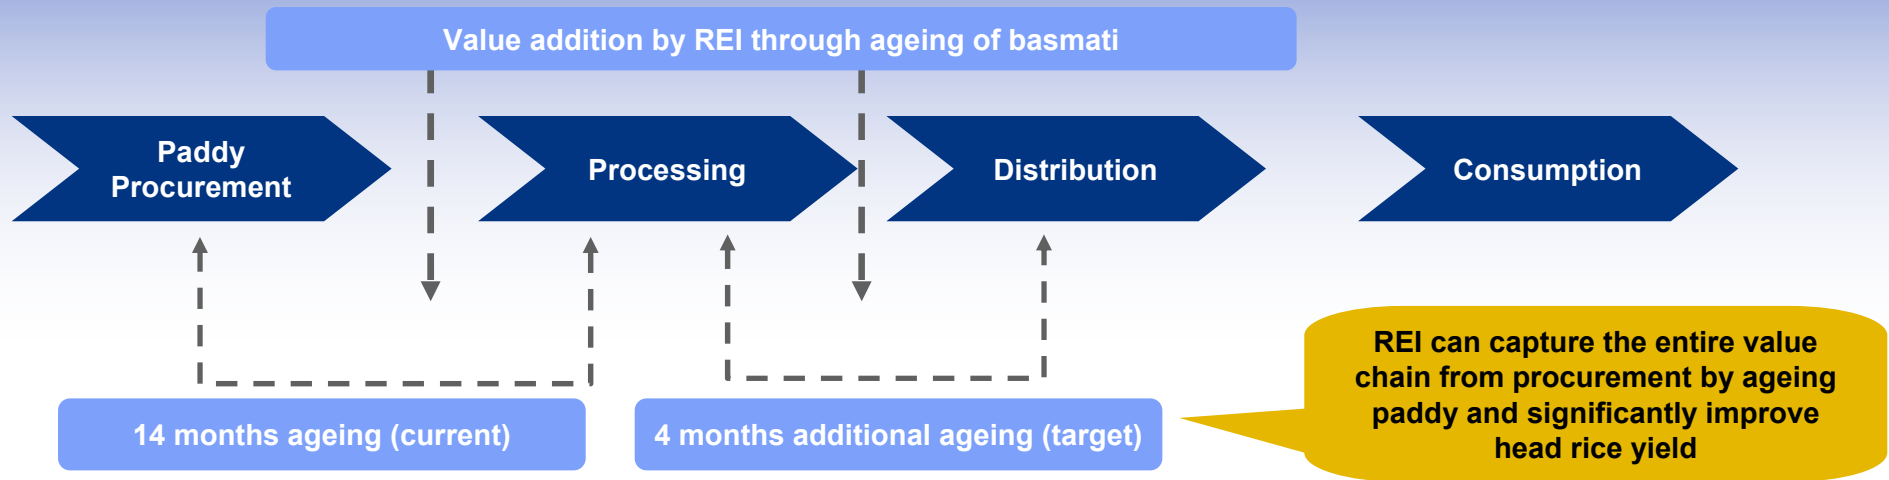 Value addition by REI through ageing of basmati
Paddy
Procurement
Processing
Distribution
Consumption
14 months ageing (current)
4 months additional ageing (target)
REI can capture the entire value
chain from procurement by ageing
paddy and significantly improve
head rice yield